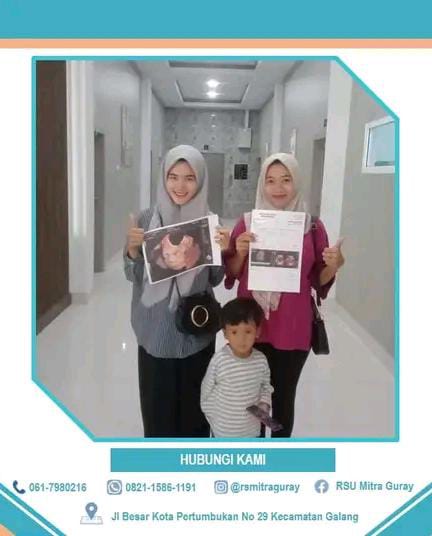 HUBUNGI KAMI
061-7980216 0821-1586-1191 @rsmitraguray RSU Mitra Guray
Jl Besar Kota Pertumbukan No 29 Kecamatan Galang